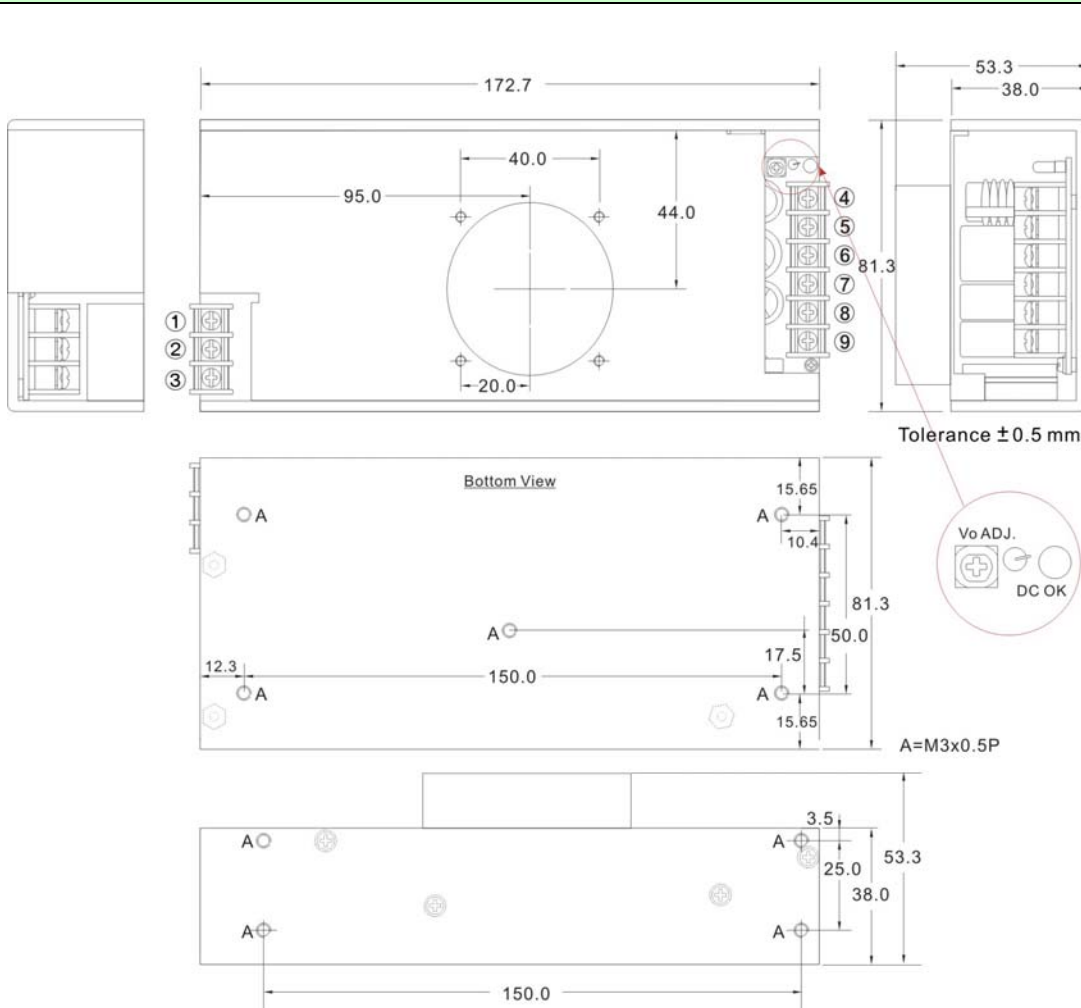 172.7
53.3
38.0
40.0
95.0
44.0
④
⑤
⑥
⑦
⑧
⑨
81.3
①
②
③
20.0
Tolerance ±0.5 mm
Bottom View
15.65
A
A
10.4
Vo ADJ.
DC OK
81.3
A
50.0
17.5
12.3
150.0
A
A
15.65
A=M3x0.5P
3.5
A
A
25.0
53.3
38.0
A
A
150.0